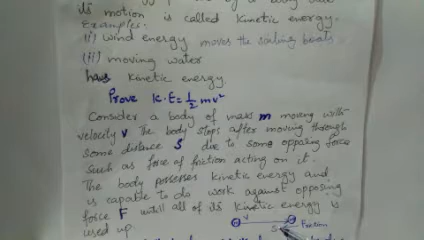 its motion is called kinetic energy.
Examples:
(i) wind energy moves the sailing boats
(ii) moving water
has kinetic energy.
Prove K.E = 1/2 mv²
Consider a body of mass m moving with
velocity v The body stops after moving through
some distance S due to some opposing force
such as force of friction acting on it.
The body possesses kinetic energy and
is capable to do work against opposing
force F until all of its kinetic energy is
used up.
v
S
Friction